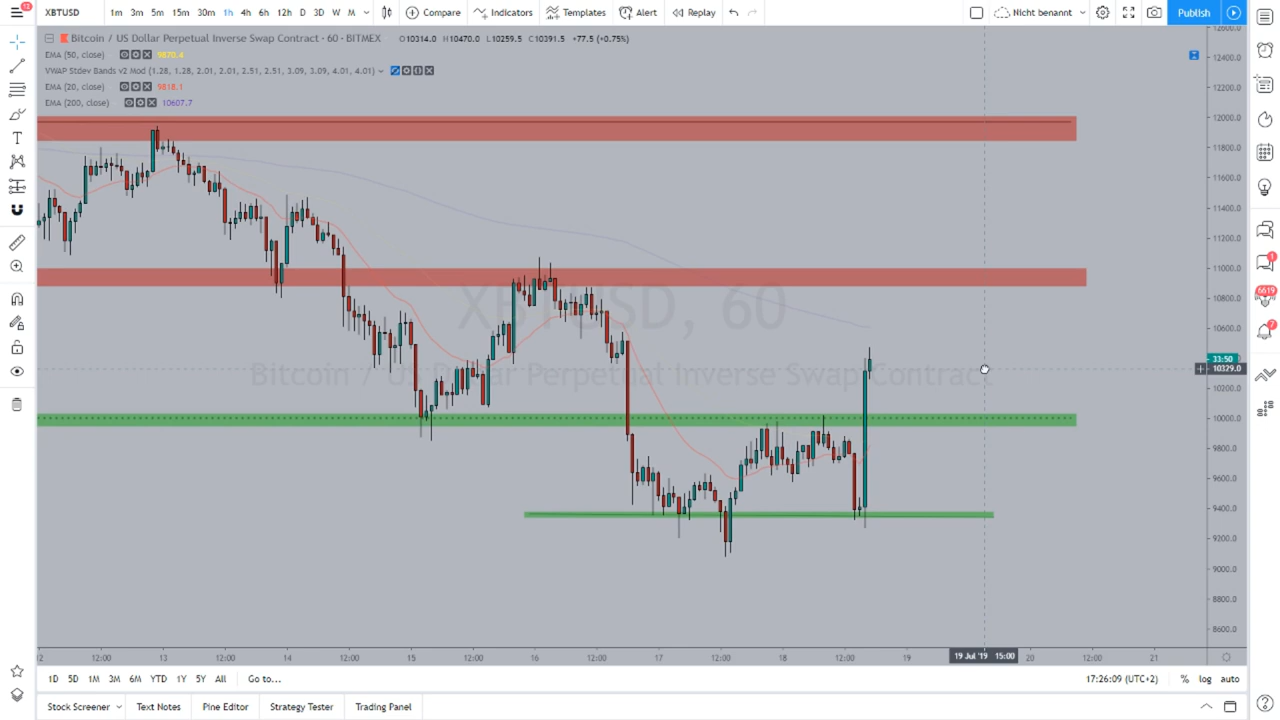 12
XBTUSD 1m 3m 5m 15m 30m 1h 4h 6h 12h D 3D W M Compare Indicators Templates Alert Replay Nicht benannt Publish
Bitcoin / US Dollar Perpetual Inverse Swap Contract · 60 · BITMEX O10314.0 H10470.0 L10259.5 C10391.5 +77.5 (+0.75%)
EMA (50, close) 9870.4
VWAP Stdev Bands v2 Mod (1.28, 1.28, 2.01, 2.01, 2.51, 2.51, 3.09, 3.09, 4.01, 4.01)
EMA (20, close) 9818.1
EMA (200, close) 10607.7
XBTUSD, 60
Bitcoin / US Dollar Perpetual Inverse Swap Contract
12600.0
12400.0
12200.0
12000.0
11800.0
11600.0
11400.0
11200.0
11000.0
10800.0
10600.0
33:50
10329.0
10200.0
10000.0
9800.0
9600.0
9400.0
9200.0
9000.0
8800.0
8600.0
1
6619
7
12 12:00 13 12:00 14 12:00 15 12:00 16 12:00 17 12:00 18 12:00 19 19 Jul '19 15:00 20 12:00 21
1D 5D 1M 3M 6M YTD 1Y 5Y All Go to... 17:26:09 (UTC+2) % log auto
Stock Screener Text Notes Pine Editor Strategy Tester Trading Panel